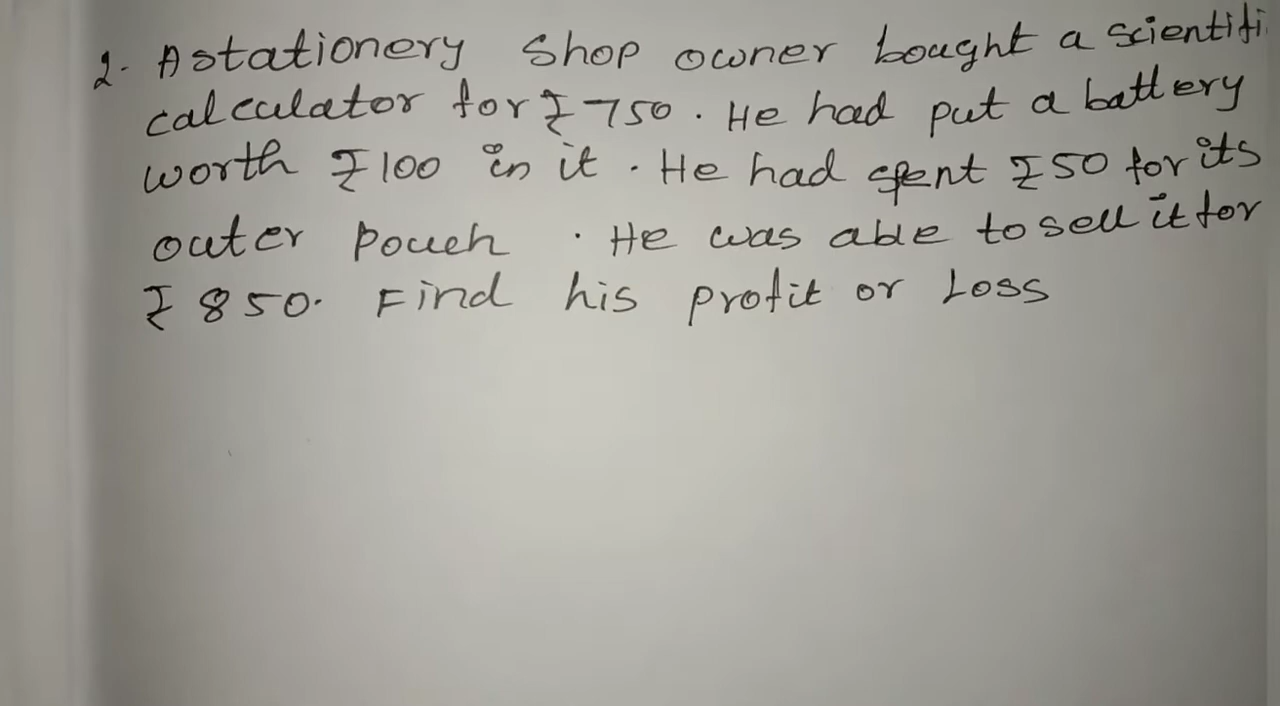 2. A stationery shop owner bought a scientifi
calculator for ₹ 750. He had put a battery
worth ₹100 in it. He had spent ₹50 for its
outer pouch. He was able to sell it for
₹ 850. Find his profit or Loss